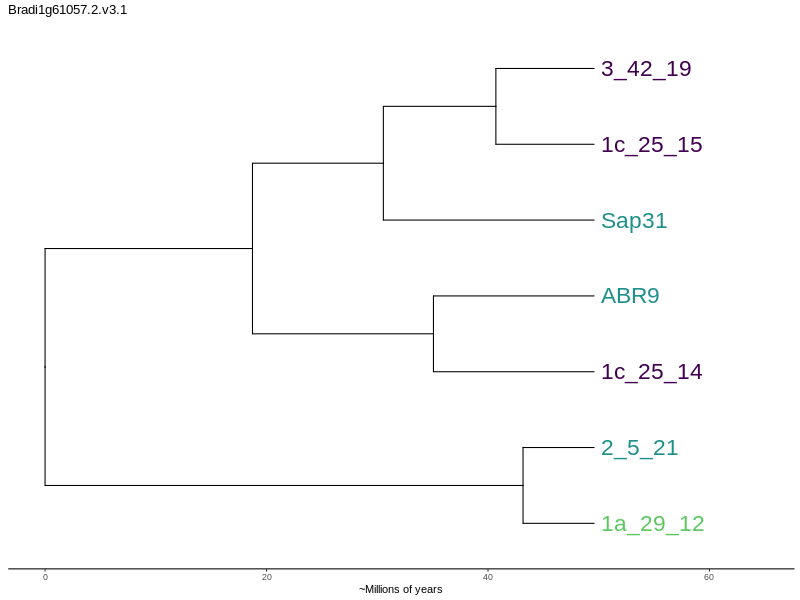 Bradi1g61057.2.v3.1
3_42_19
1c_25_15
Sap31
ABR9
1c_25_14
2_5_21
1a_29_12
0 20 40 60
~Millions of years